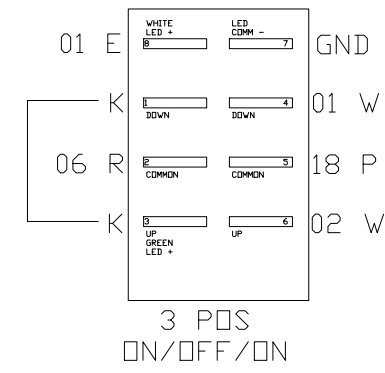 WHITE LED
LED + COMM -
01 E 8 7 GND
K 1 4 01 W
DOWN DOWN
06 R 2 5 18 P
COMMON COMMON
K 3 6 02 W
UP UP
GREEN
LED +
3 POS
ON/OFF/ON